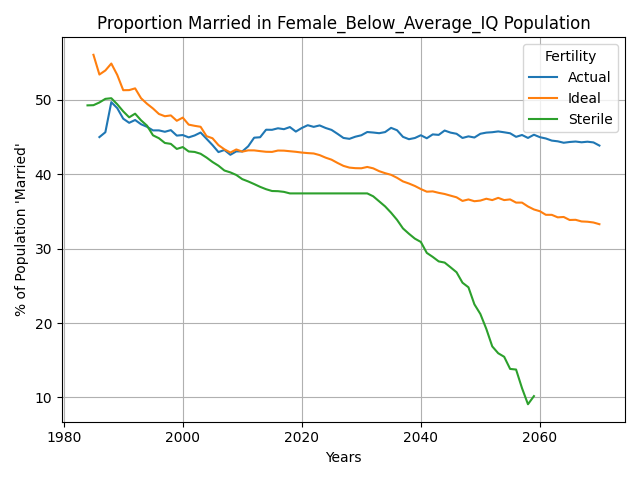 Proportion Married in Female_Below_Average_IQ Population
Fertility
Actual
Ideal
Sterile
% of Population 'Married'
50
40
30
20
10
1980
2000
2020
2040
2060
Years